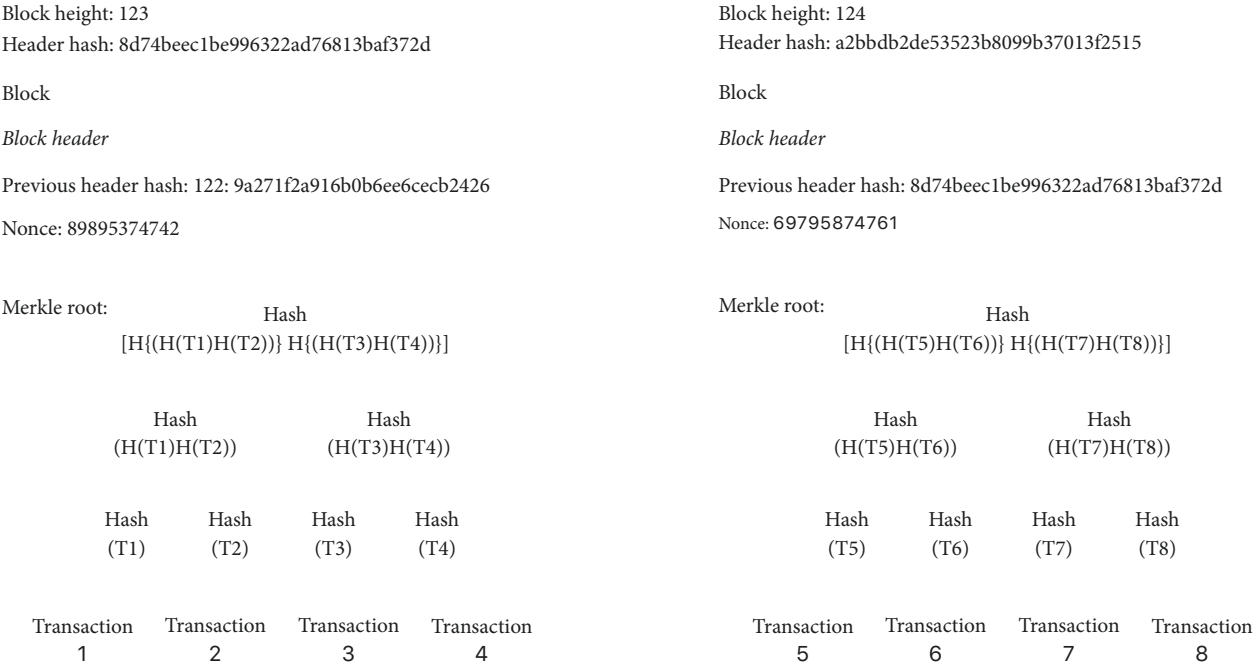 Block height: 123
Header hash: 8d74beec1be996322ad76813baf372d
Block
Block header
Previous header hash: 122: 9a271f2a916b0b6ee6cecb2426
Nonce: 89895374742
Merkle root:
Hash
[H{(H(T1)H(T2))} H{(H(T3)H(T4))}]
Hash
(H(T1)H(T2))
Hash
(H(T3)H(T4))
Hash
(T1)
Hash
(T2)
Hash
(T3)
Hash
(T4)
Transaction
1
Transaction
2
Transaction
3
Transaction
4
Block height: 124
Header hash: a2bbdb2de53523b8099b37013f2515
Block
Block header
Previous header hash: 8d74beec1be996322ad76813baf372d
Nonce: 69795874761
Merkle root:
Hash
[H{(H(T5)H(T6))} H{(H(T7)H(T8))}]
Hash
(H(T5)H(T6))
Hash
(H(T7)H(T8))
Hash
(T5)
Hash
(T6)
Hash
(T7)
Hash
(T8)
Transaction
5
Transaction
6
Transaction
7
Transaction
8